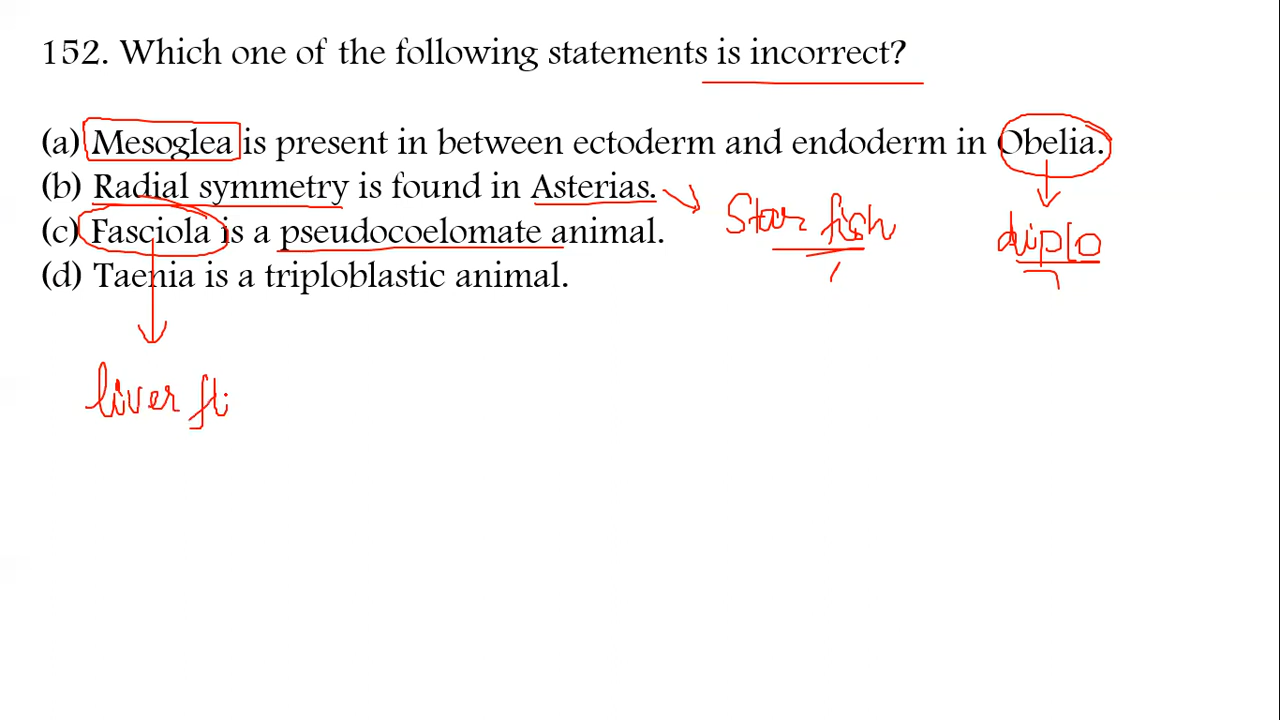 152. Which one of the following statements is incorrect?
(a) Mesoglea is present in between ectoderm and endoderm in Obelia.
(b) Radial symmetry is found in Asterias.
Star fish
(c) Fasciola is a pseudocoelomate animal.
diplo
(d) Taenia is a triploblastic animal.
liver fl